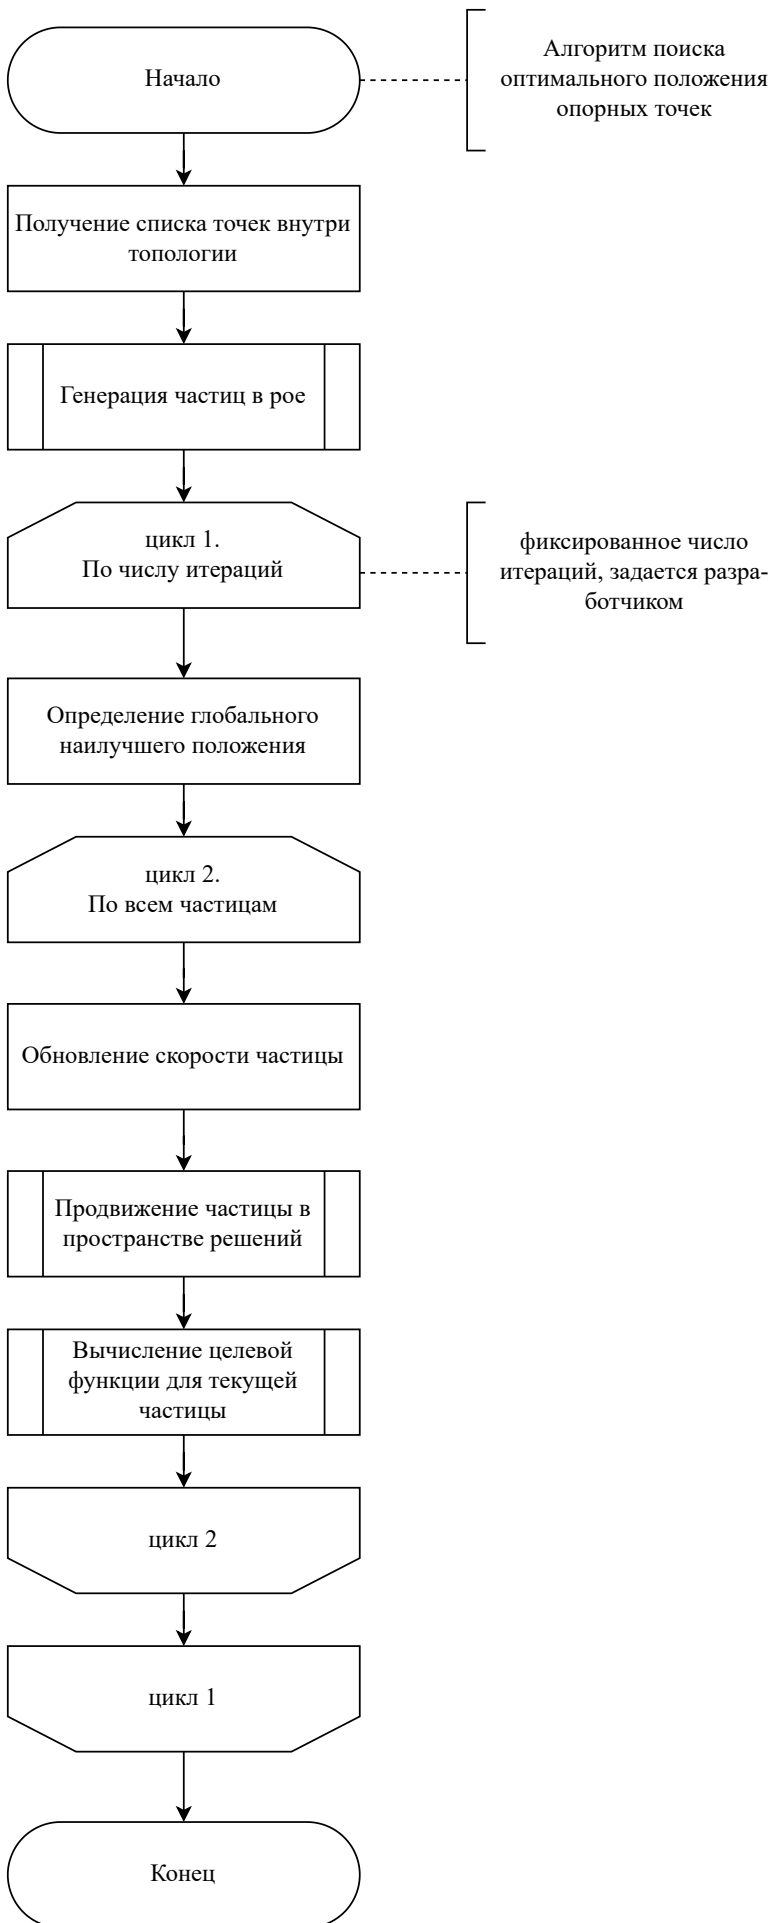 Начало
Алгоритм поиска
оптимального положения
опорных точек
Получение списка точек внутри
топологии
Генерация частиц в рое
цикл 1.
По числу итераций
фиксированное число
итераций, задается разра-
ботчиком
Определение глобального
наилучшего положения
цикл 2.
По всем частицам
Обновление скорости частицы
Продвижение частицы в
пространстве решений
Вычисление целевой
функции для текущей
частицы
цикл 2
цикл 1
Конец